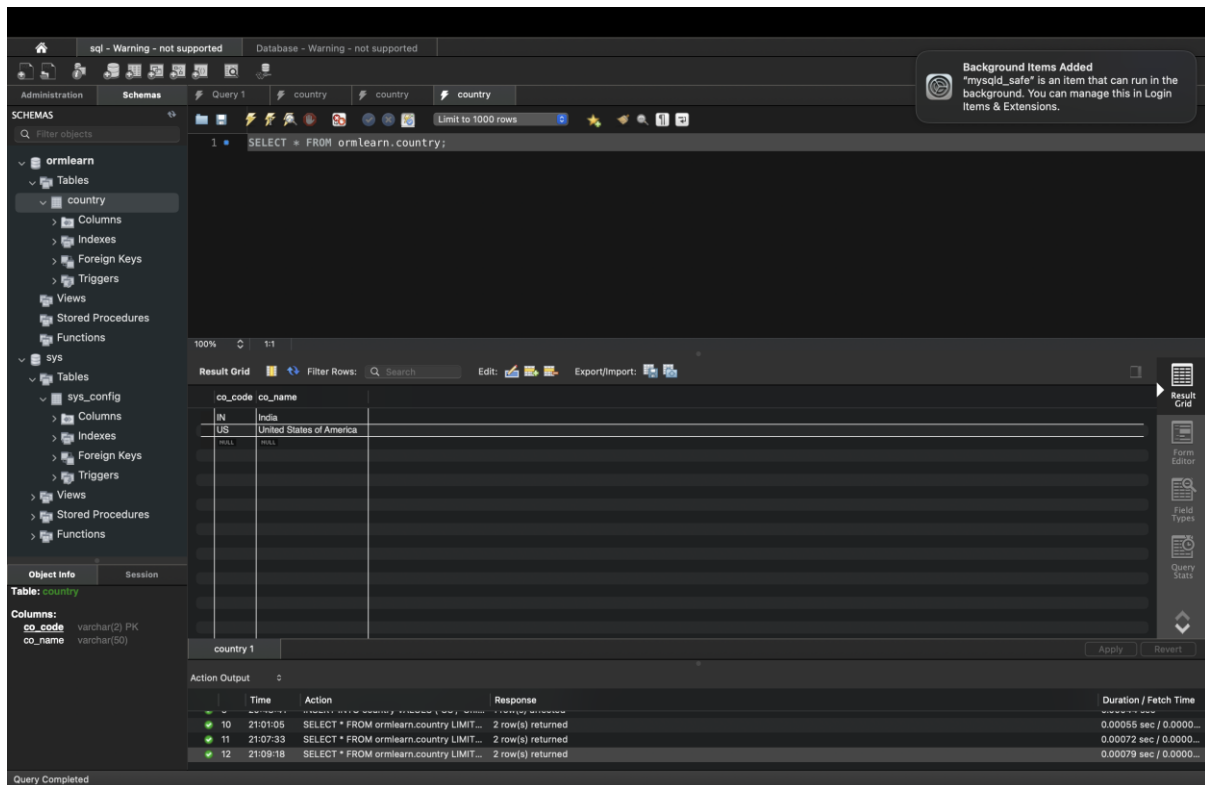 sql - Warning - not supported
Database - Warning - not supported
Background Items Added
“mysqld_safe” is an item that can run in the
background. You can manage this in Login
Items & Extensions.
Administration
Schemas
Query 1
country
country
country
SCHEMAS
Filter objects
Limit to 1000 rows
1
SELECT * FROM ormlearn.country;
ormlearn
Tables
country
Columns
Indexes
Foreign Keys
Triggers
Views
Stored Procedures
Functions
sys
Tables
sys_config
Columns
Indexes
Foreign Keys
Triggers
Views
Stored Procedures
Functions
100%
1:1
Result Grid
Filter Rows:
Search
Edit:
Export/Import:
co_code co_name
IN India
US United States of America
NULL NULL
Result
Grid
Form
Editor
Field
Types
Query
Stats
Object Info
Session
Table: country
Columns:
co_code varchar(2) PK
co_name varchar(50)
country 1
Apply
Revert
Action Output
Time Action Response Duration / Fetch Time
10 21:01:05 SELECT * FROM ormlearn.country LIMIT... 2 row(s) returned 0.00055 sec / 0.0000...
11 21:07:33 SELECT * FROM ormlearn.country LIMIT... 2 row(s) returned 0.00072 sec / 0.0000...
12 21:09:18 SELECT * FROM ormlearn.country LIMIT... 2 row(s) returned 0.00079 sec / 0.0000...
Query Completed